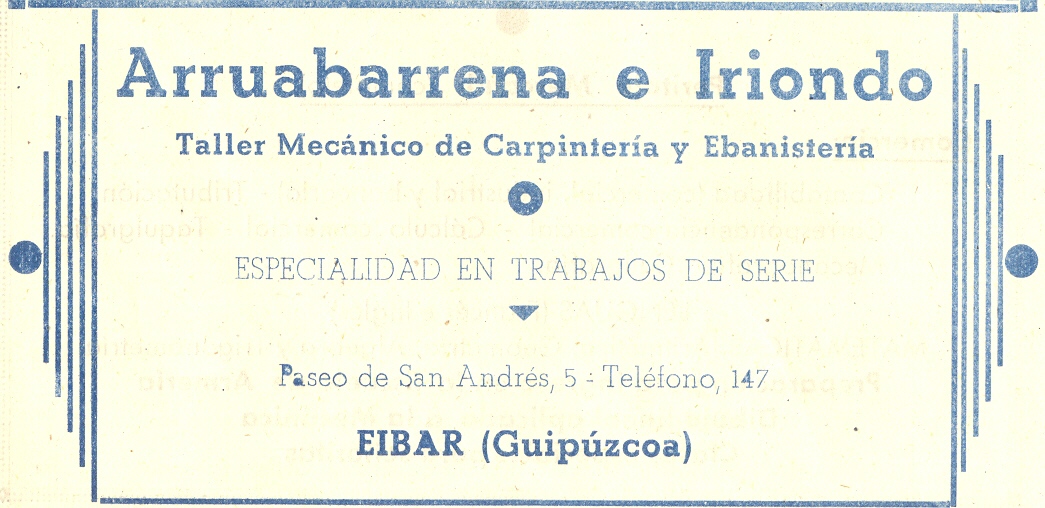 Arruabarrena e Iriondo
Taller Mecánico de Carpintería y Ebanistería
ESPECIALIDAD EN TRABAJOS DE SERIE
Paseo de San Andrés, 5 - Teléfono, 147
EIBAR (Guipúzcoa)